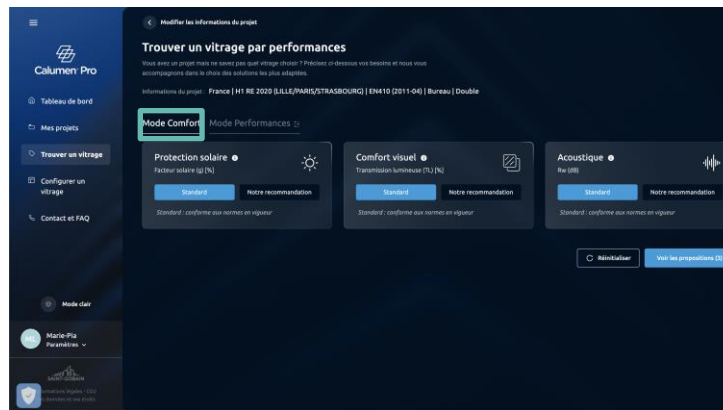 Calumen Pro
Tableau de bord
Mes projets
Trouver un vitrage
Configurer un
vitrage
Contact et FAQ
Mode clair
ML
Marie-Pia
Paramètres
SAINT-GOBAIN
Modifier les informations du projet
Trouver un vitrage par performances
Vous avez un projet mais ne savez pas quel vitrage choisir ? Précisez ci-dessous vos besoins et nous vous
accompagnons dans le choix des solutions les plus adaptées.
Informations du projet : France | H1 RE 2020 (LILLE/PARIS/STRASBOURG) | EN410 (2011-04) | Bureau | Double
Mode Comfort Mode Performances
Protection solaire
Facteur solaire (g) [%]
Standard Notre recommandation
Standard : conforme aux normes en vigueur
Comfort visuel
Transmission lumineuse (TL) [%]
Standard Notre recommandation
Standard : conforme aux normes en vigueur
Acoustique
Rw (dB)
Standard Notre recommandation
Standard : conforme aux normes en vigueur
Réinitialiser Voir les propositions (3)